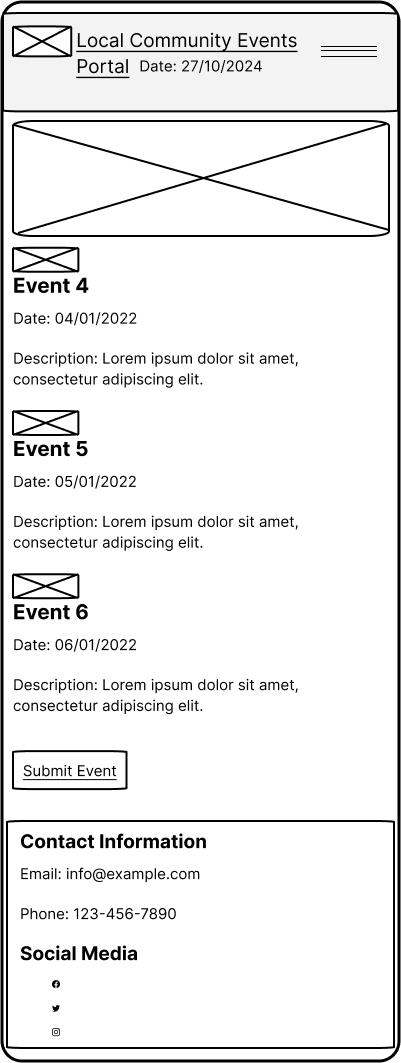 Local Community Events
Portal Date: 27/10/2024
Event 4
Date: 04/01/2022
Description: Lorem ipsum dolor sit amet,
consectetur adipiscing elit.
Event 5
Date: 05/01/2022
Description: Lorem ipsum dolor sit amet,
consectetur adipiscing elit.
Event 6
Date: 06/01/2022
Description: Lorem ipsum dolor sit amet,
consectetur adipiscing elit.
Submit Event
Contact Information
Email: info@example.com
Phone: 123-456-7890
Social Media